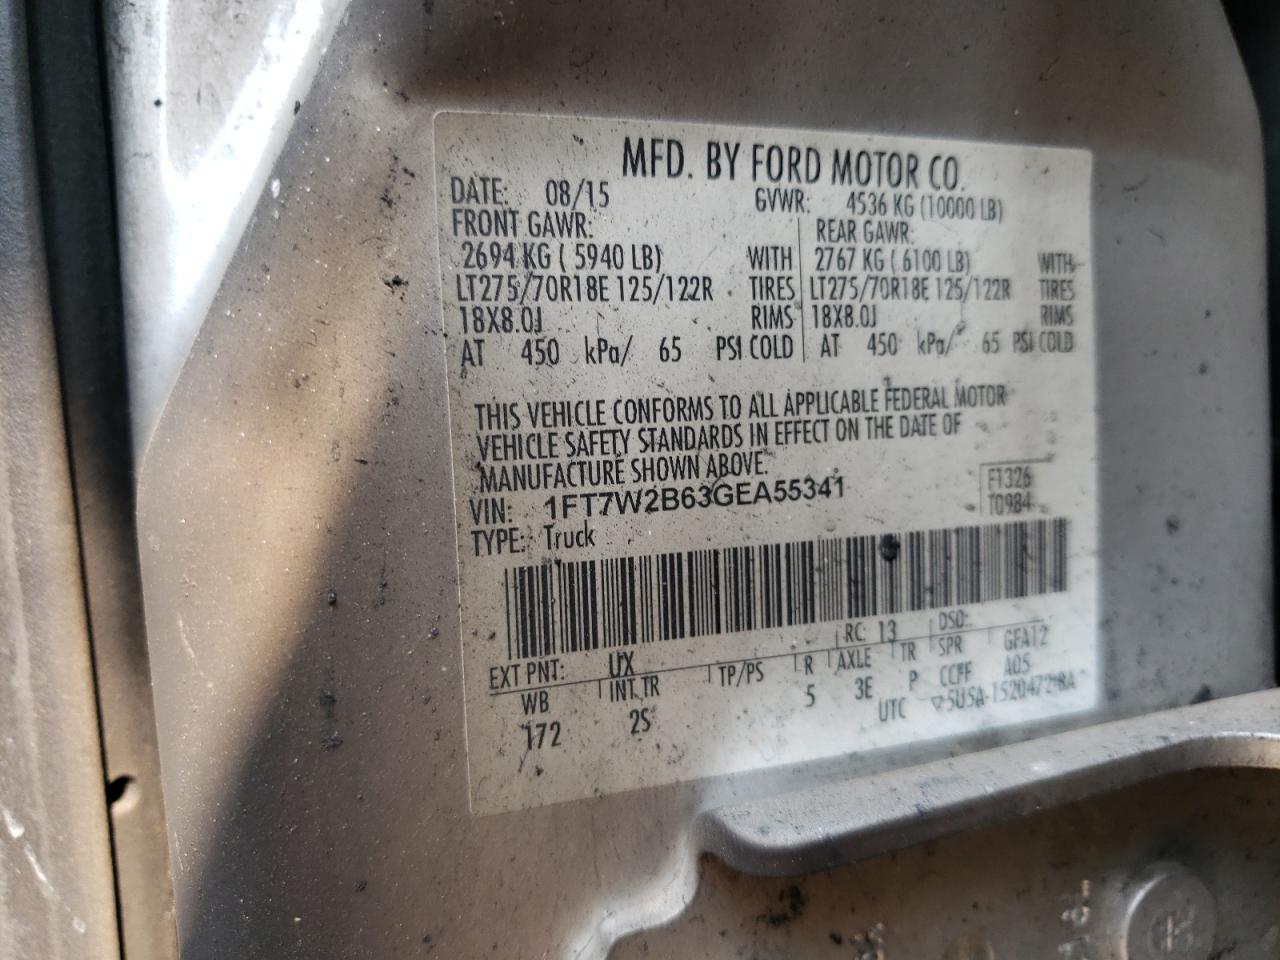 MFD. BY FORD MOTOR CO.
DATE: 08/15 GVWR: 4536 KG (10000 LB)
FRONT GAWR: REAR GAWR:
2694 KG ( 5940 LB) WITH 2767 KG ( 6100 LB) WITH
LT275/70R18E 125/122R TIRES LT275/70R18E 125/122R TIRES
18X8.0J RIMS 18X8.0J RIMS
AT 450 kPa/ 65 PSI COLD AT 450 kPa/ 65 PSI COLD
THIS VEHICLE CONFORMS TO ALL APPLICABLE FEDERAL MOTOR
VEHICLE SAFETY STANDARDS IN EFFECT ON THE DATE OF
MANUFACTURE SHOWN ABOVE.
VIN: 1FT7W2B63GEA55341 F1326
TYPE: Truck T0984
EXT PNT: UX RC: 13 DSO:
WB INT TR TP/PS R AXLE TR SPR GFA12
172 2S 5 3E P CCFF A05
UTC ▽5U5A-1520472-BA